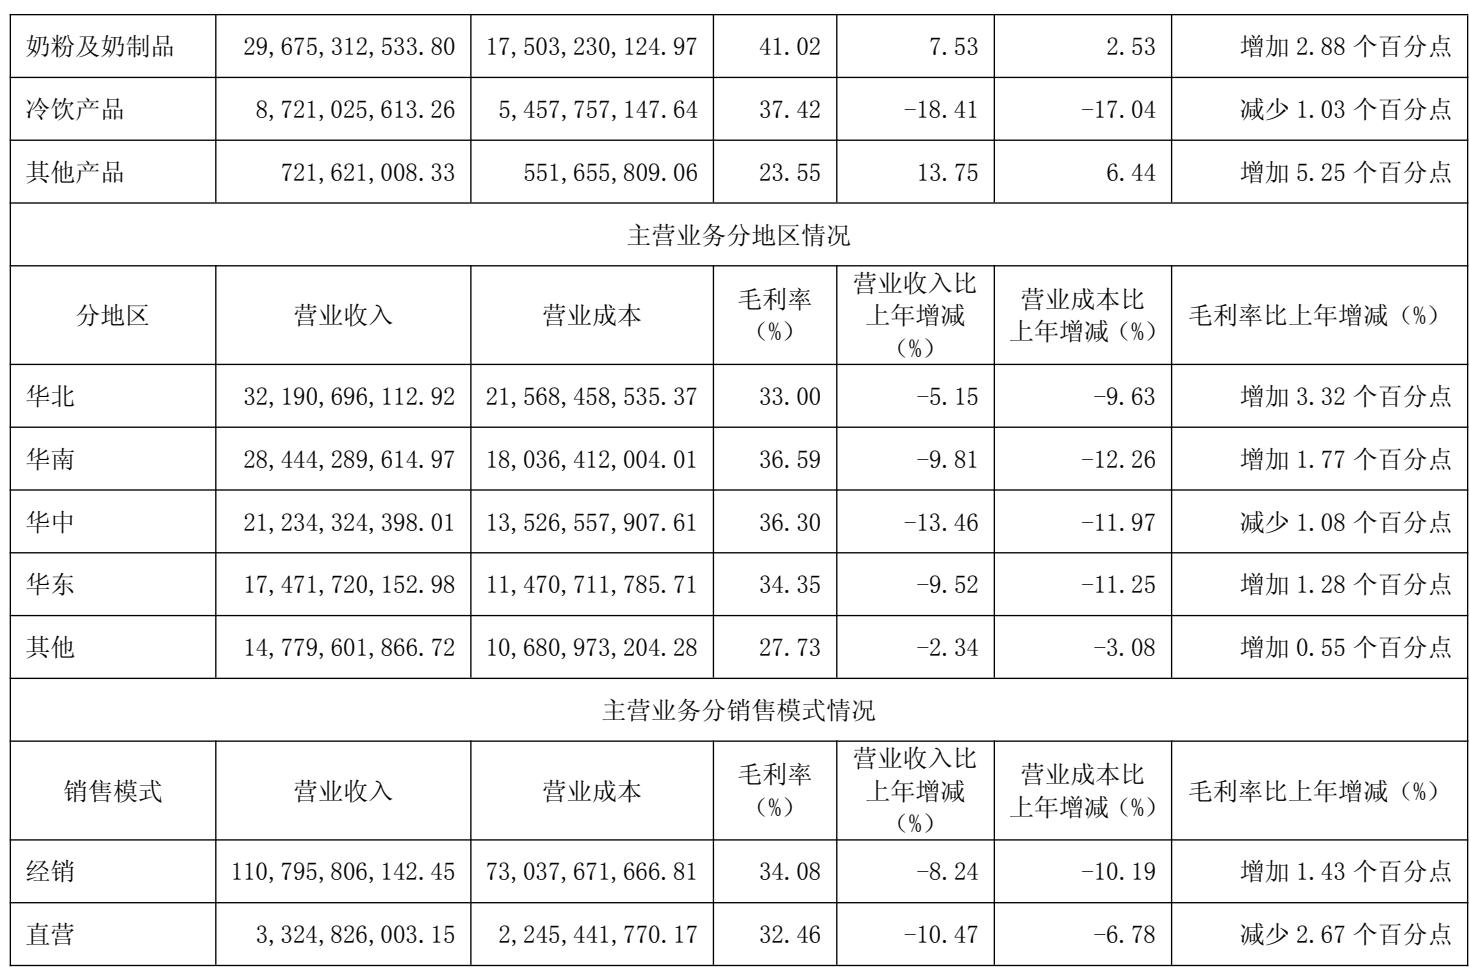 奶粉及奶制品 29,675,312,533.80 17,503,230,124.97 41.02 7.53 2.53 增加 2.88 个百分点
冷饮产品 8,721,025,613.26 5,457,757,147.64 37.42 -18.41 -17.04 减少 1.03 个百分点
其他产品 721,621,008.33 551,655,809.06 23.55 13.75 6.44 增加 5.25 个百分点
主营业务分地区情况
分地区 营业收入 营业成本 毛利率（%） 营业收入比上年增减（%） 营业成本比上年增减（%） 毛利率比上年增减（%）
华北 32,190,696,112.92 21,568,458,535.37 33.00 -5.15 -9.63 增加 3.32 个百分点
华南 28,444,289,614.97 18,036,412,004.01 36.59 -9.81 -12.26 增加 1.77 个百分点
华中 21,234,324,398.01 13,526,557,907.61 36.30 -13.46 -11.97 减少 1.08 个百分点
华东 17,471,720,152.98 11,470,711,785.71 34.35 -9.52 -11.25 增加 1.28 个百分点
其他 14,779,601,866.72 10,680,973,204.28 27.73 -2.34 -3.08 增加 0.55 个百分点
主营业务分销售模式情况
销售模式 营业收入 营业成本 毛利率（%） 营业收入比上年增减（%） 营业成本比上年增减（%） 毛利率比上年增减（%）
经销 110,795,806,142.45 73,037,671,666.81 34.08 -8.24 -10.19 增加 1.43 个百分点
直营 3,324,826,003.15 2,245,441,770.17 32.46 -10.47 -6.78 减少 2.67 个百分点